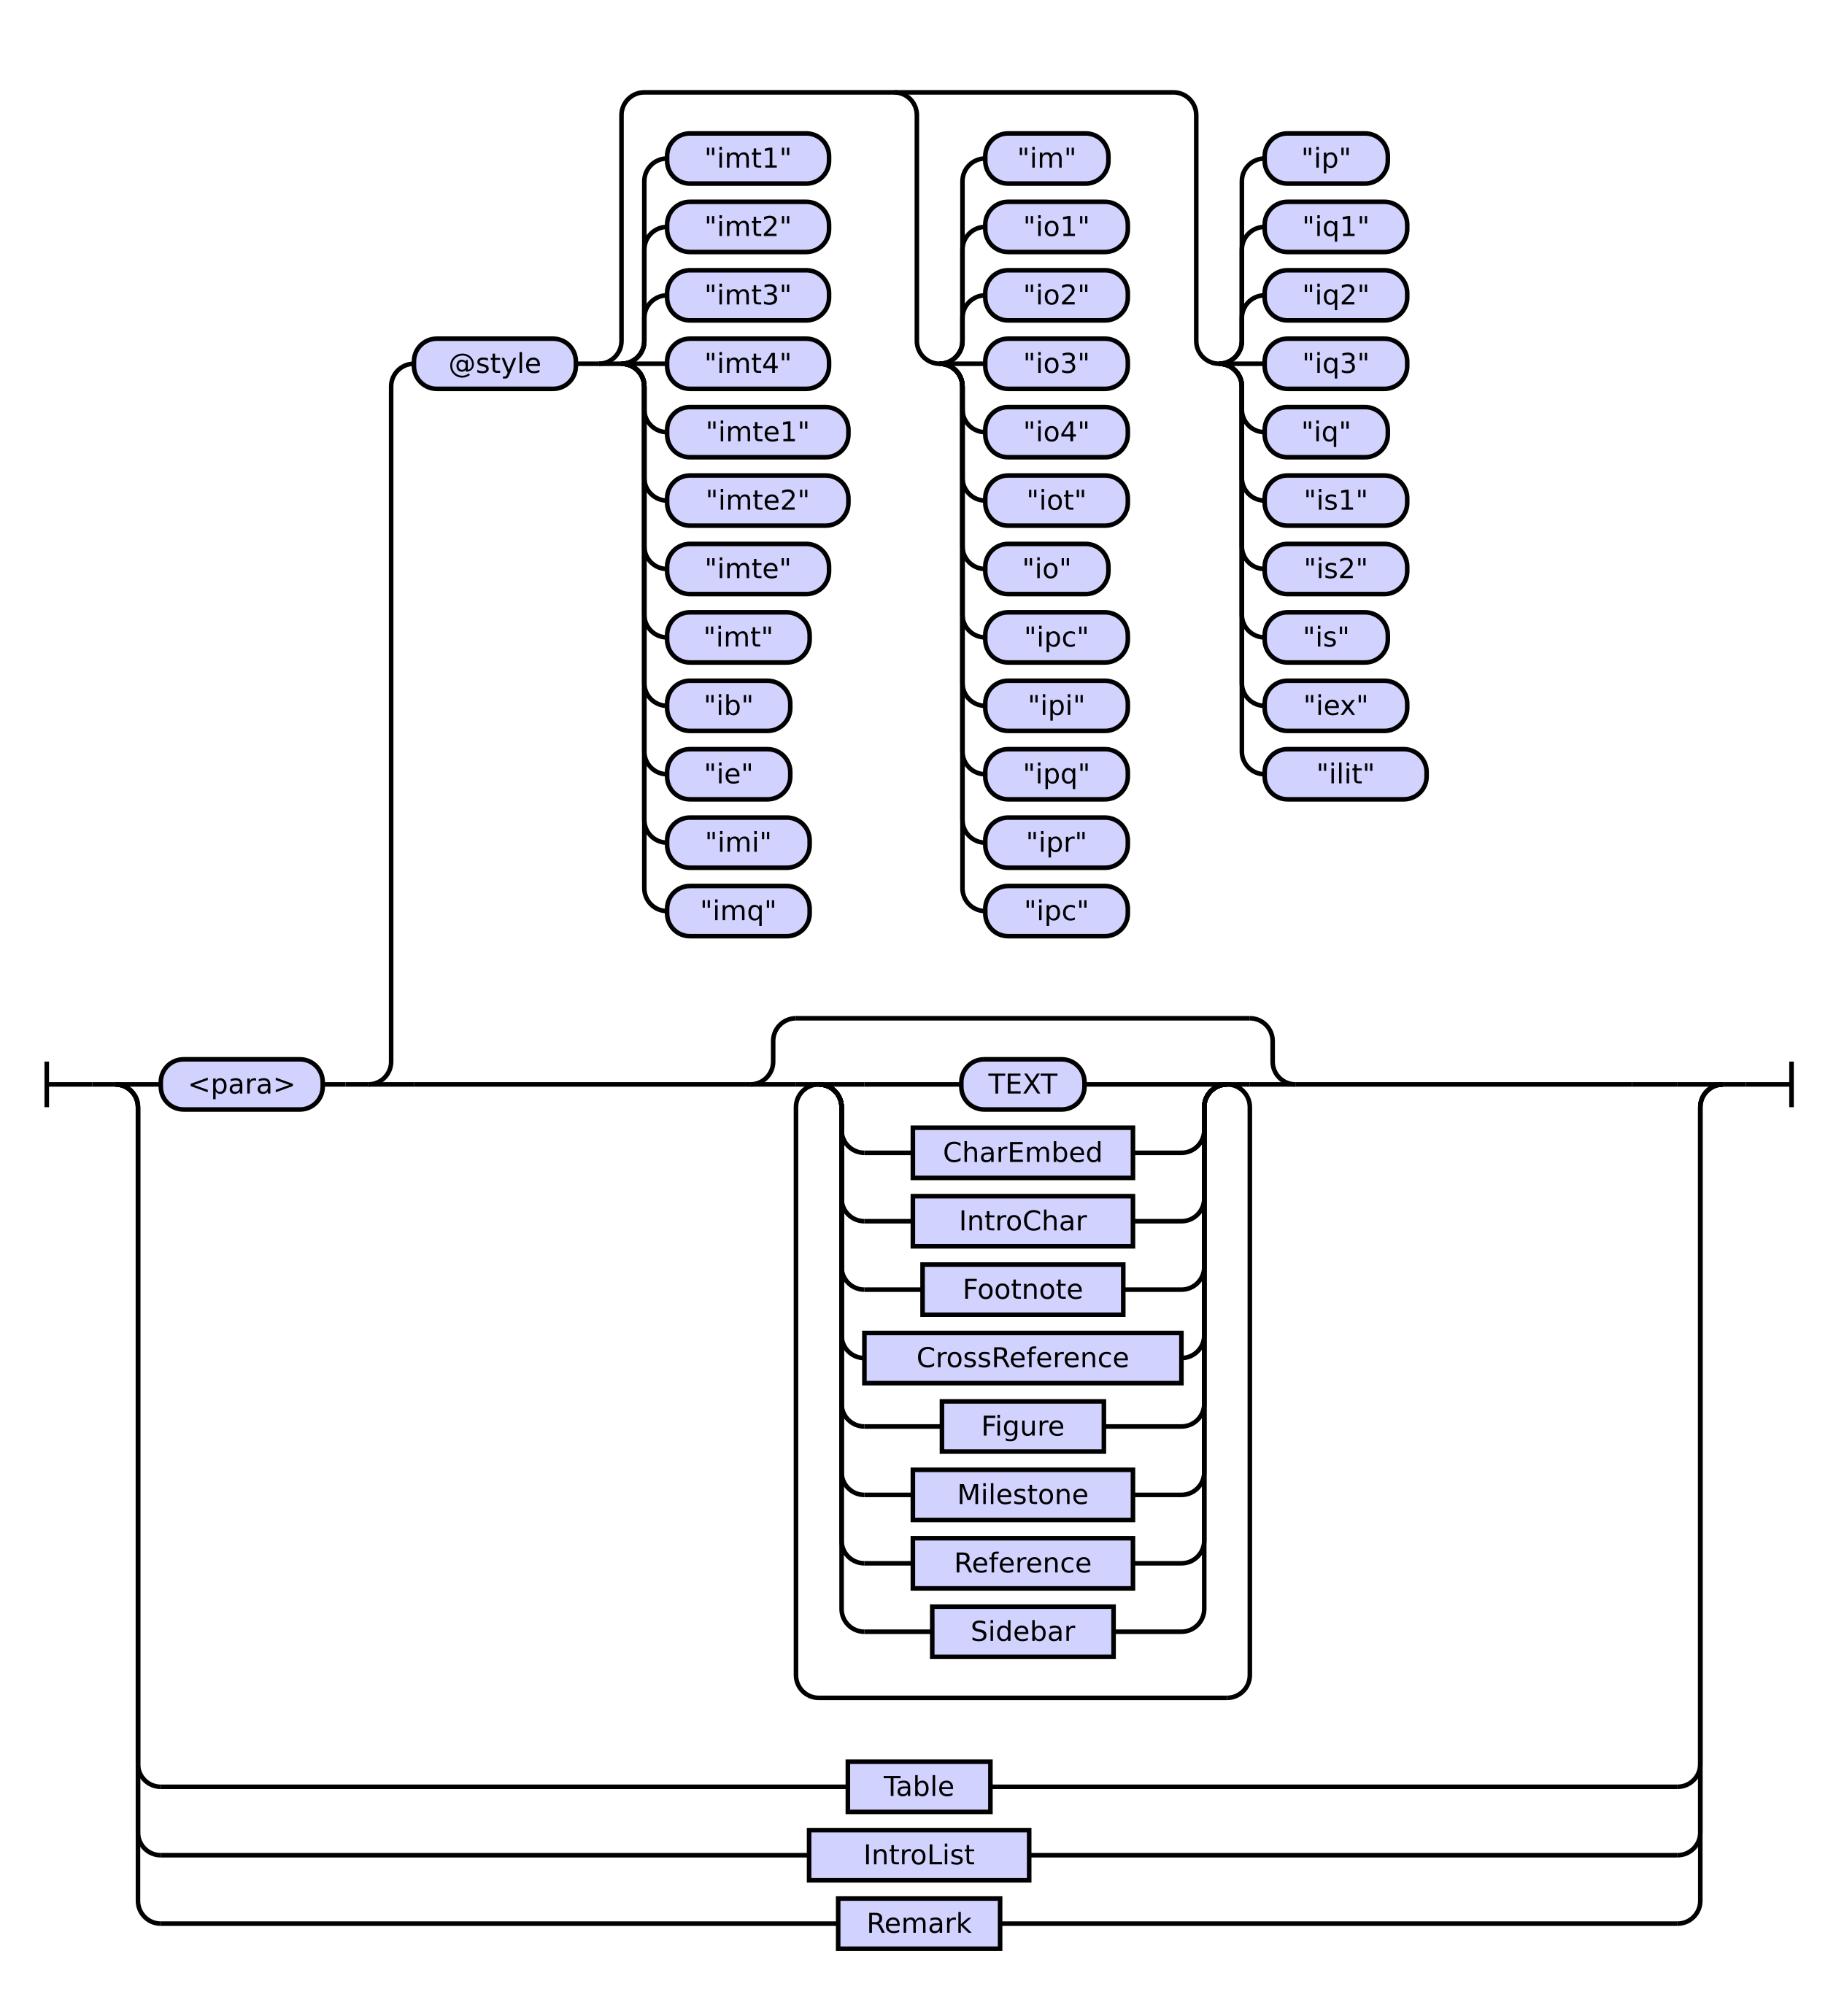 "imt1"
"imt2"
"imt3"
"imt4"
"imte1"
"imte2"
"imte"
"imt"
"ib"
"ie"
"imi"
"imq"
"im"
"io1"
"io2"
"io3"
"io4"
"iot"
"io"
"ipc"
"ipi"
"ipq"
"ipr"
"ipc"
"ip"
"iq1"
"iq2"
"iq3"
"iq"
"is1"
"is2"
"is"
"iex"
"ilit"
@style
<para>
TEXT
CharEmbed
IntroChar
Footnote
CrossReference
Figure
Milestone
Reference
Sidebar
Table
IntroList
Remark